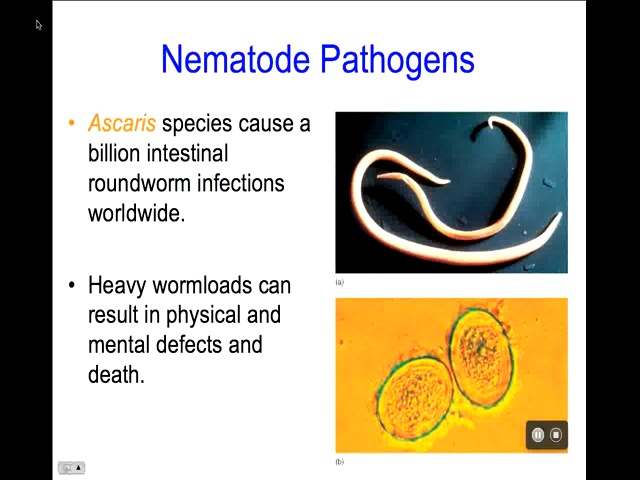 Nematode Pathogens
• Ascaris species cause a
billion intestinal
roundworm infections
worldwide.
• Heavy wormloads can
result in physical and
mental defects and
death.
(a)
(b)